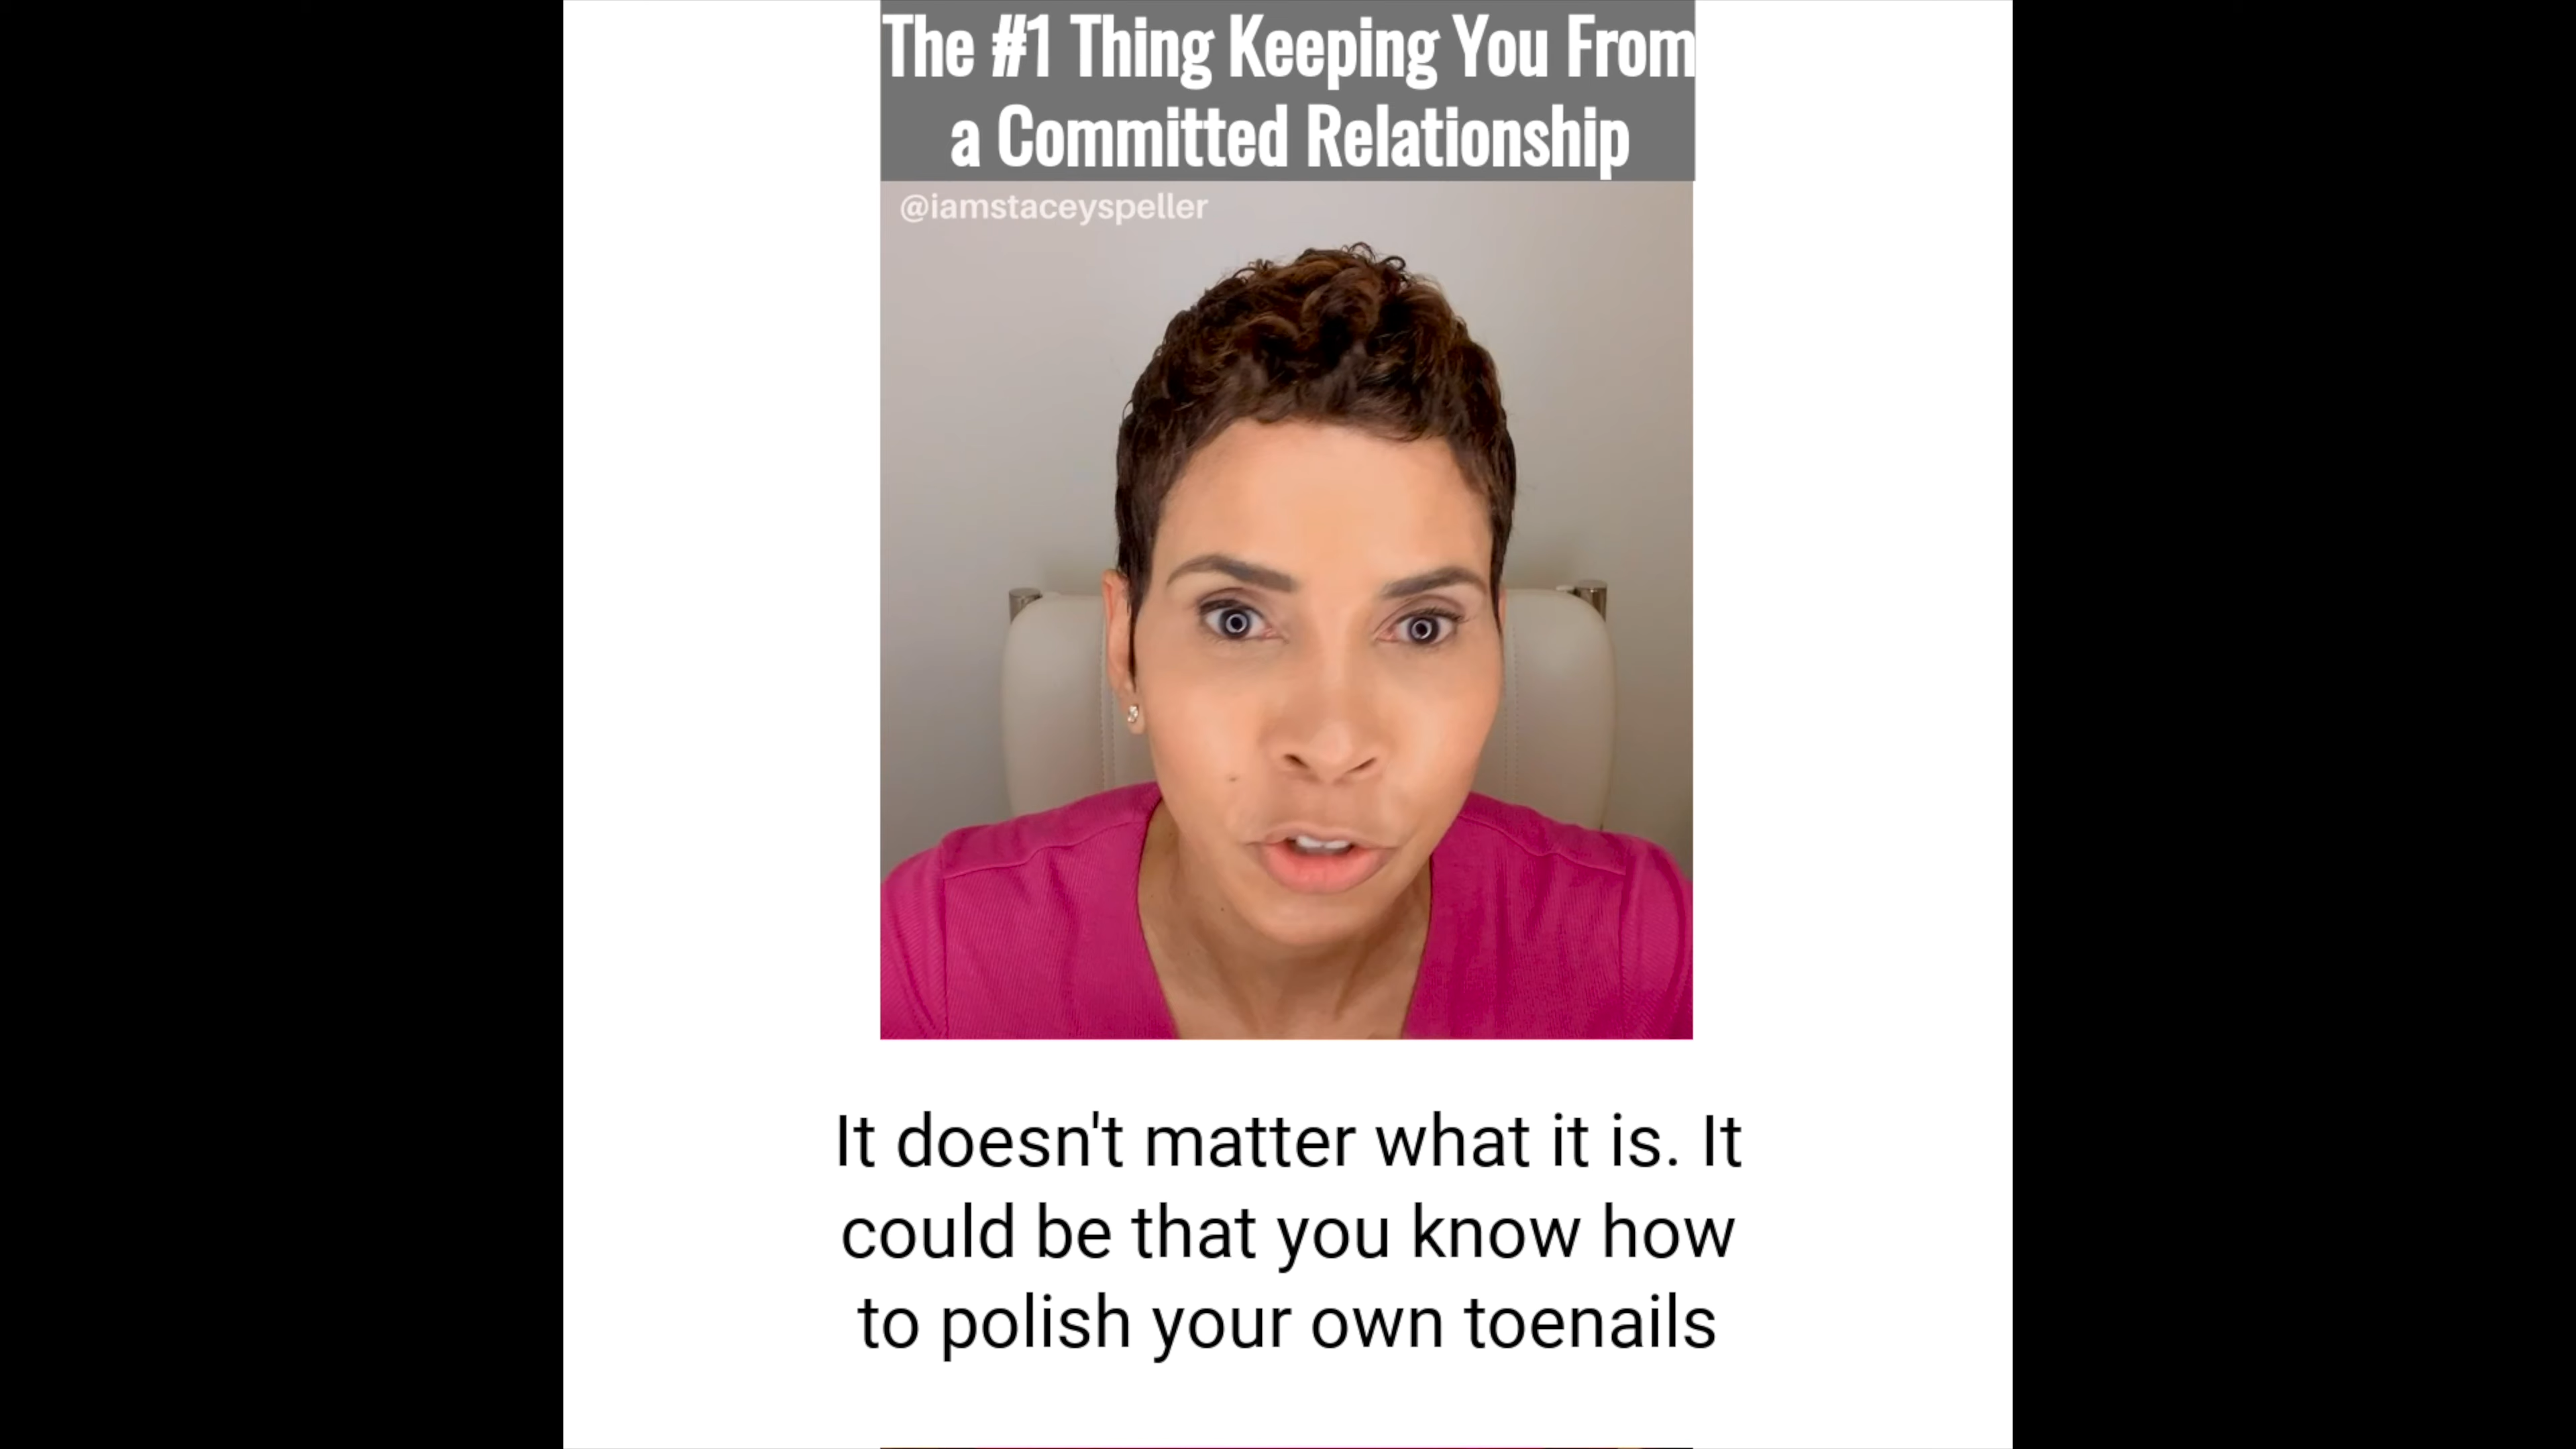 The #1 Thing Keeping You From
a Committed Relationship
@iamstaceyspeller
It doesn't matter what it is. It
could be that you know how
to polish your own toenails